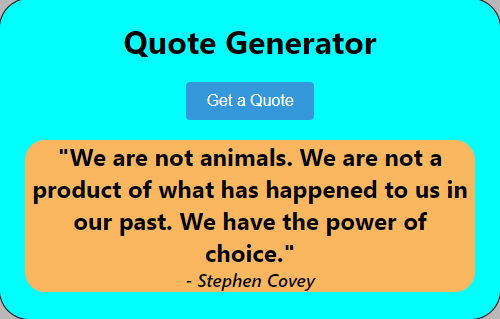 Quote Generator
Get a Quote
"We are not animals. We are not a
product of what has happened to us in
our past. We have the power of
choice."
- Stephen Covey